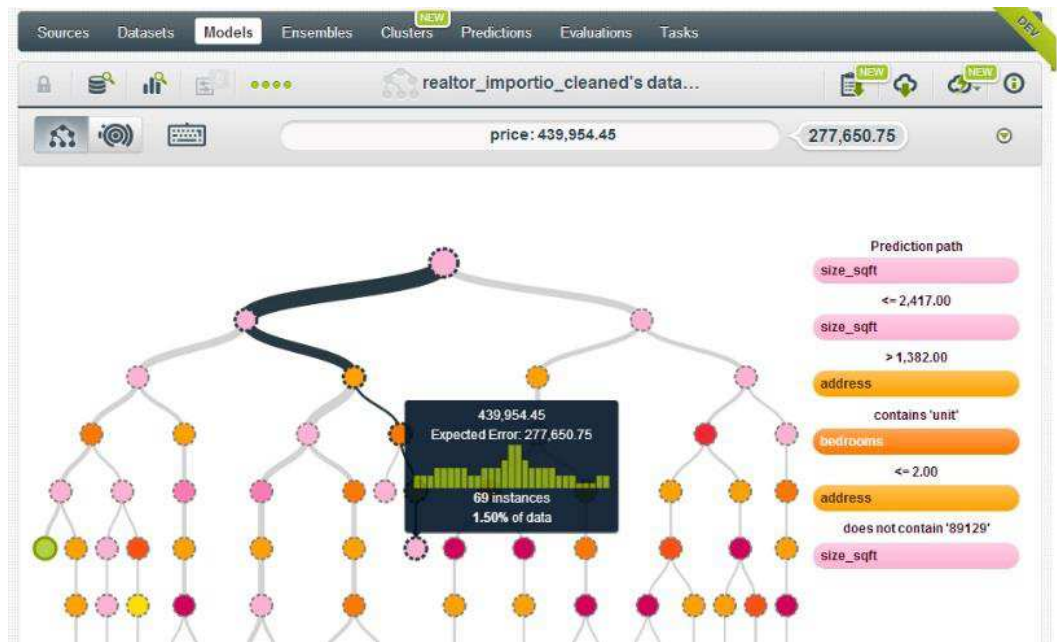 Sources Datasets Models Ensembles Clusters NEW Predictions Evaluations Tasks DEV
realtor_importio_cleaned's data... NEW NEW
price: 439,954.45 277,650.75
Prediction path
size_sqft
<= 2,417.00
size_sqft
> 1,382.00
address
contains 'unit'
bedrooms
<= 2.00
address
does not contain '89129'
size_sqft
439,954.45
Expected Error: 277,650.75
69 instances
1.50% of data